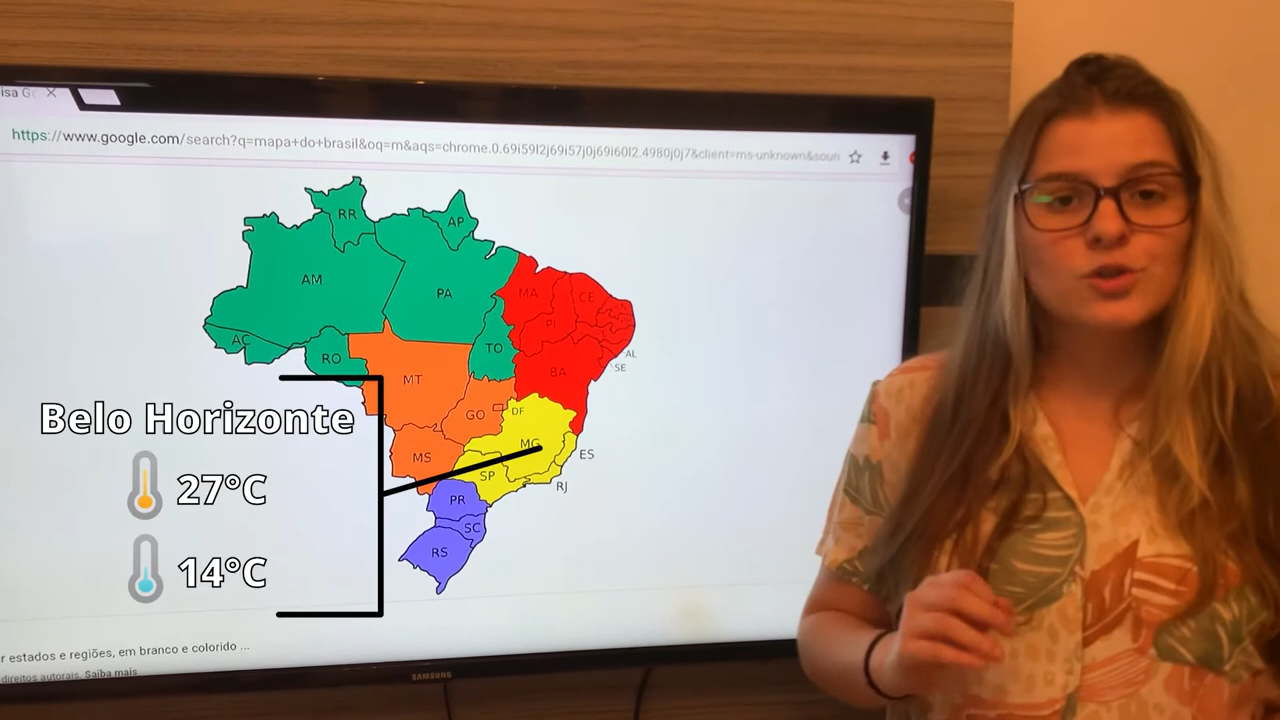 isa G
https://www.google.com/search?q=mapa+do+brasil&oq=m&aqs=chrome.0.69i59l2j69i57j0j69i60l2.4980j0j7&client=ms-unknown&soun
RR
AP
AM
PA
MA
CE
PI
AC
RO
TO
AL
SE
BA
MT
GO
DF
MG
ES
MS
SP
RJ
PR
SC
RS
Belo Horizonte
27°C
14°C
r estados e regiões, em branco e colorido ...
direitos autorais. Saiba mais
SAMSUNG